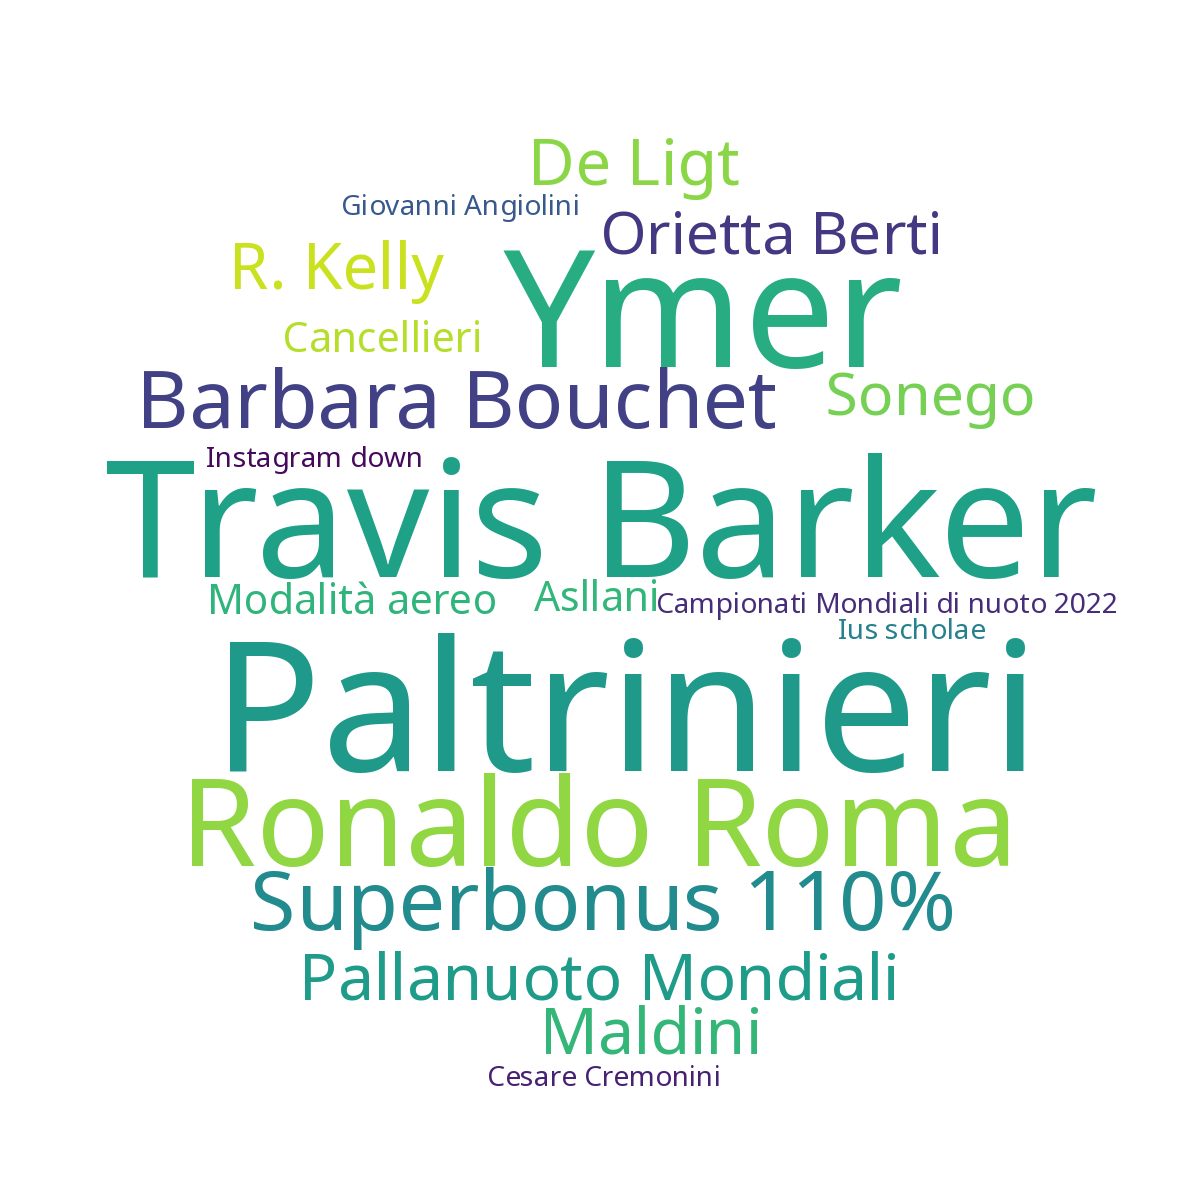 De Ligt
Giovanni Angiolini
Orietta Berti
R. Kelly
Ymer
Cancellieri
Barbara Bouchet
Sonego
Instagram down
Travis Barker
Modalità aereo
Asllani
Campionati Mondiali di nuoto 2022
Ius scholae
Paltrinieri
Ronaldo Roma
Superbonus 110%
Pallanuoto Mondiali
Maldini
Cesare Cremonini